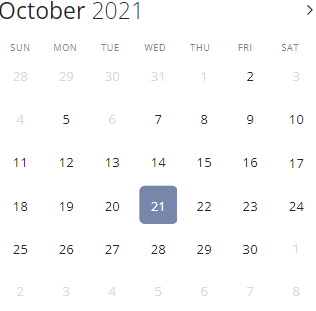 October 2021
SUN MON TUE WED THU FRI SAT
28 29 30 31 1 2 3
4 5 6 7 8 9 10
11 12 13 14 15 16 17
18 19 20 21 22 23 24
25 26 27 28 29 30 1
2 3 4 5 6 7 8